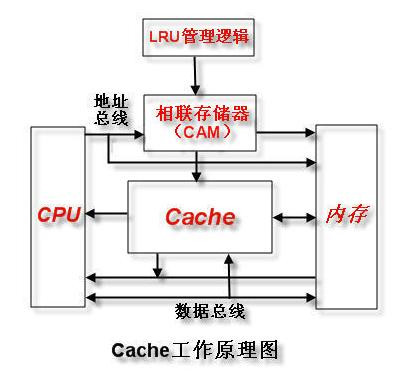 LRU管理逻辑
地址
总线
相联存储器
（CAM）
CPU
Cache
内存
数据总线
Cache工作原理图